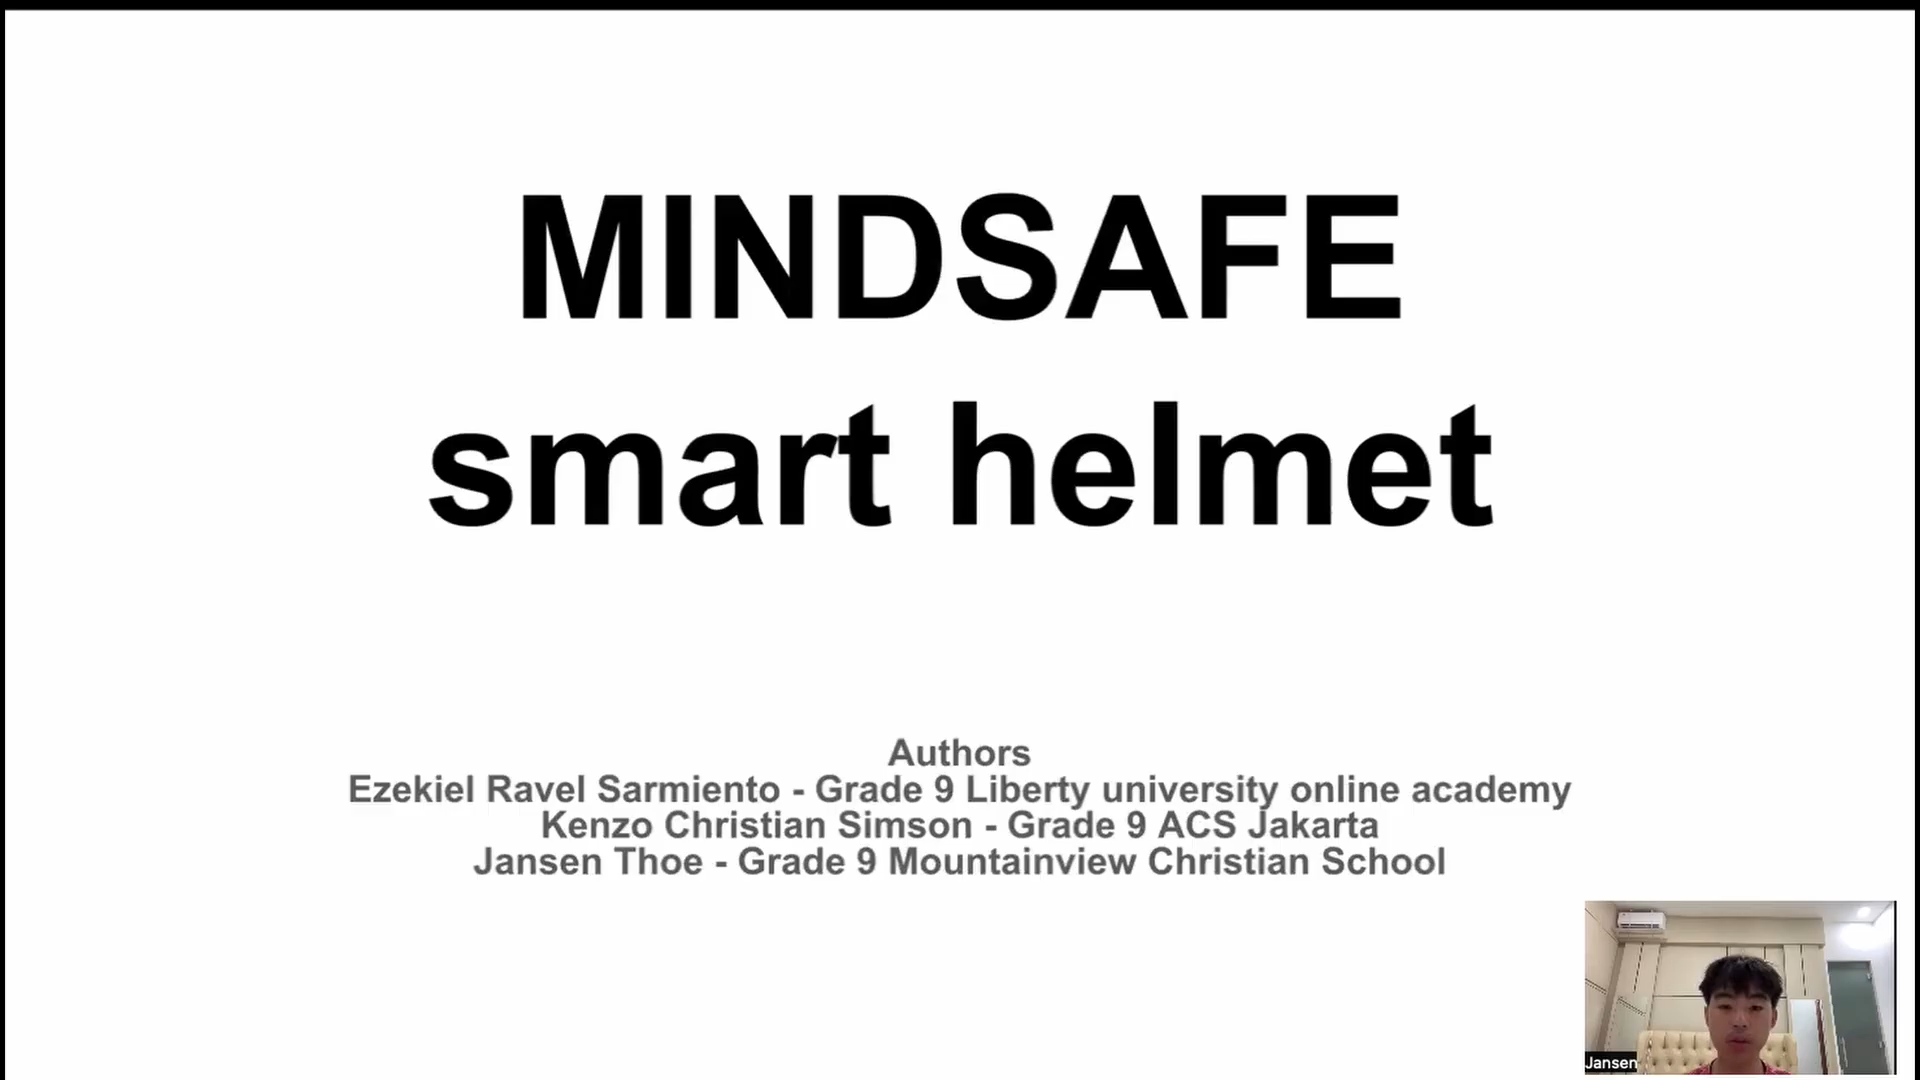 MINDSAFE
smart helmet
Authors
Ezekiel Ravel Sarmiento - Grade 9 Liberty university online academy
Kenzo Christian Simson - Grade 9 ACS Jakarta
Jansen Thoe - Grade 9 Mountainview Christian School
Jansen